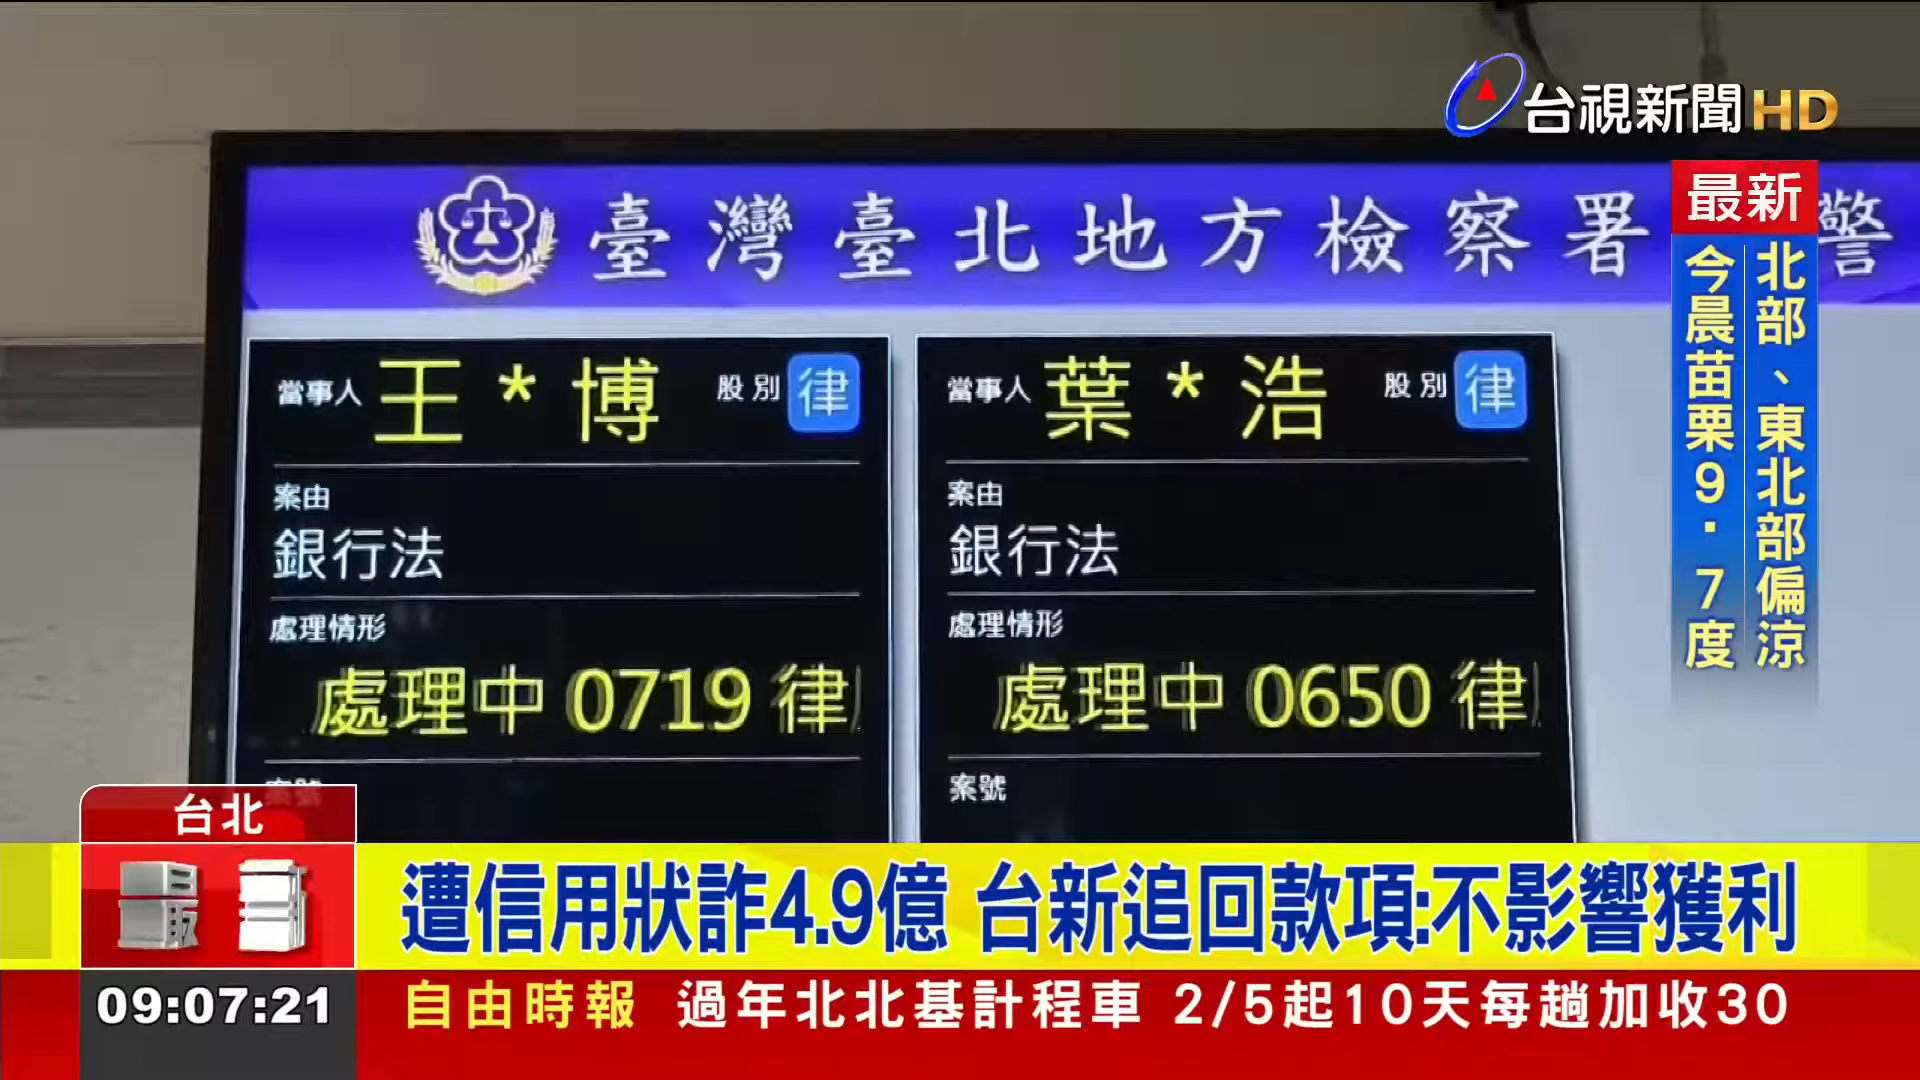 台視新聞HD
臺灣臺北地方檢察署 警
最新
北部、東北部偏涼
今晨苗栗9.7度
當事人 王*博 股別 律
案由
銀行法
處理情形
處理中 0719 律
當事人 葉*浩 股別 律
案由
銀行法
處理情形
處理中 0650 律
案號
案號
台北
遭信用狀詐4.9億 台新追回款項:不影響獲利
09:07:21
自由時報 過年北北基計程車 2/5起10天每趟加收30